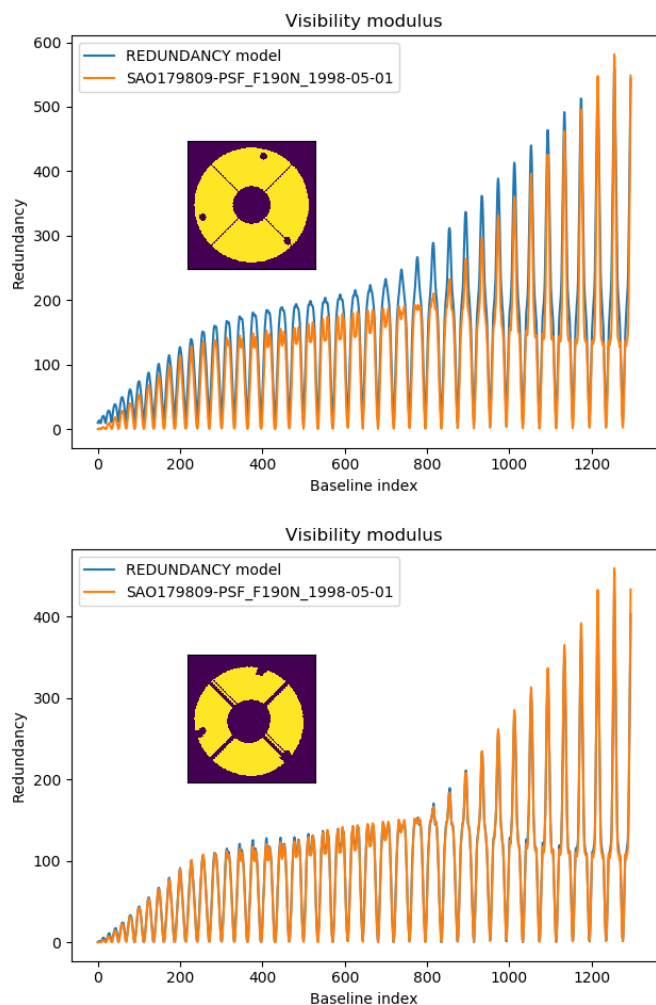 Visibility modulus
REDUNDANCY model
SAO179809-PSF_F190N_1998-05-01
600
500
400
300
200
100
0
Redundancy
0 200 400 600 800 1000 1200
Baseline index
Visibility modulus
REDUNDANCY model
SAO179809-PSF_F190N_1998-05-01
400
300
200
100
0
Redundancy
0 200 400 600 800 1000 1200
Baseline index